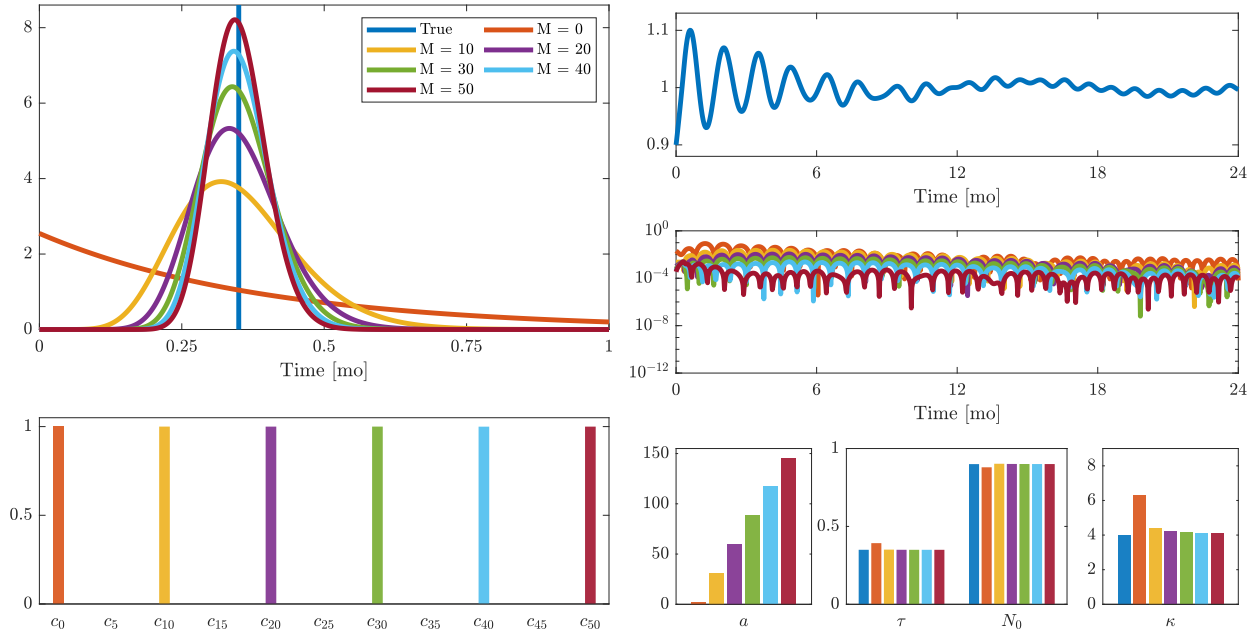 8
6
4
2
0
0
0.25
0.5
0.75
1
Time [mo]
True
M = 0
M = 10
M = 20
M = 30
M = 40
M = 50
1.1
1
0.9
0
6
12
18
24
Time [mo]
10^0
10^-4
10^-8
10^-12
0
6
12
18
24
Time [mo]
1
0.5
0
c_0
c_5
c_10
c_15
c_20
c_25
c_30
c_35
c_40
c_45
c_50
150
100
50
0
a
1
0.5
0
τ
N_0
8
6
4
2
0
κ